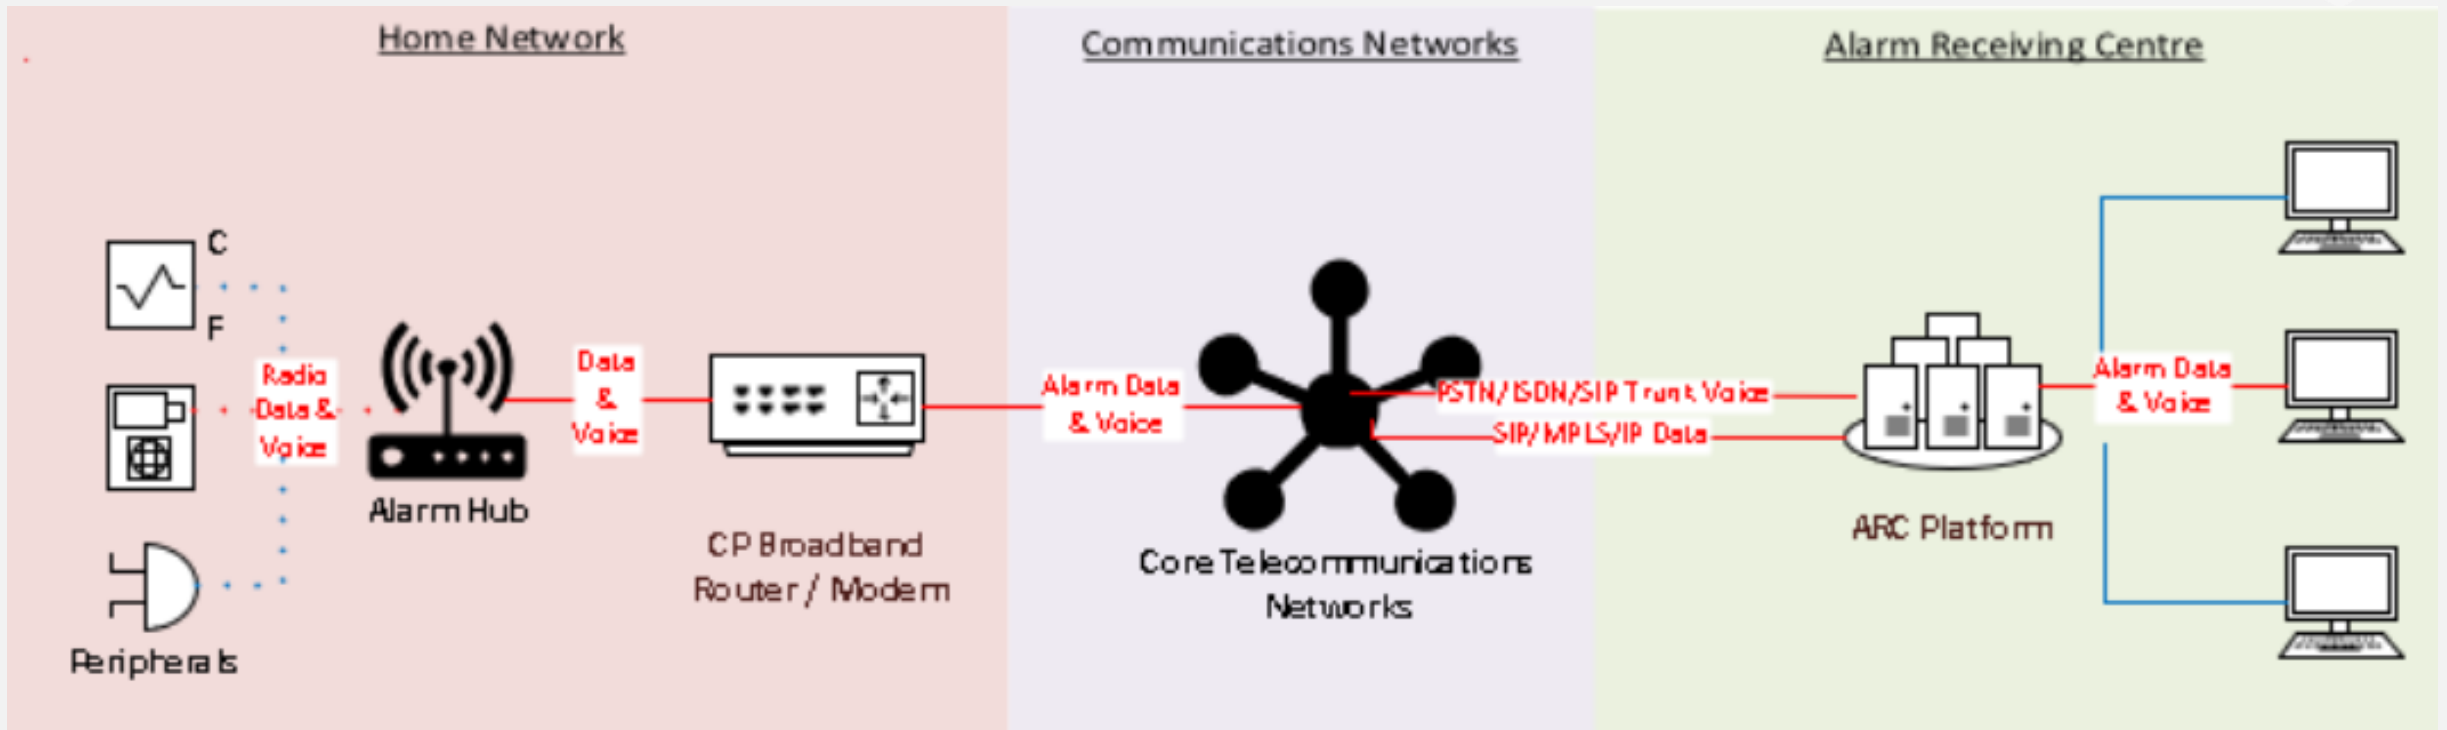 Home Network
Communications Networks
Alarm Receiving Centre
C
F
Radio
Data &
Voice
Data
&
Voice
Alarm Hub
CP Broadband
Router / Modem
Peripherals
Alarm Data
& Voice
PSTN/ISDN/SIP Trunk Voice
SIP/MPLS/IP Data
Core Telecommunications
Networks
ARC Platform
Alarm Data
& Voice